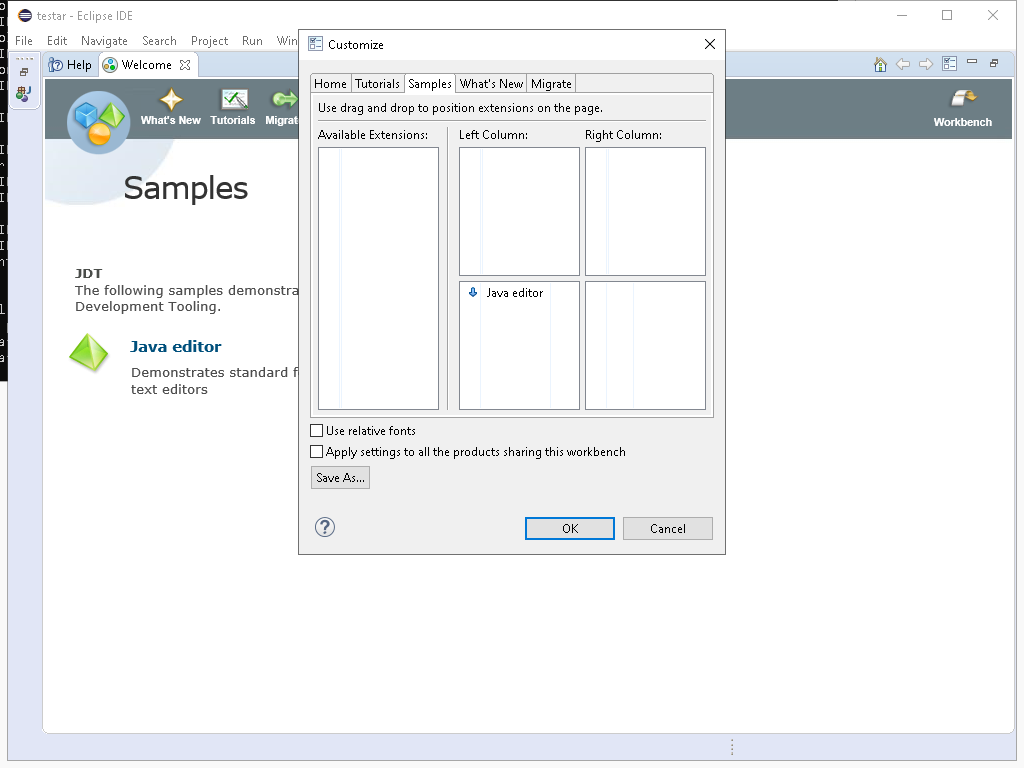 testar - Eclipse IDE
File Edit Navigate Search Project Run Win
Help Welcome
What's New Tutorials Migrat
Workbench
Samples
JDT
The following samples demonstra
Development Tooling.
Java editor
Demonstrates standard f
text editors
Customize
Home Tutorials Samples What's New Migrate
Use drag and drop to position extensions on the page.
Available Extensions: Left Column: Right Column:
Java editor
Use relative fonts
Apply settings to all the products sharing this workbench
Save As...
OK Cancel